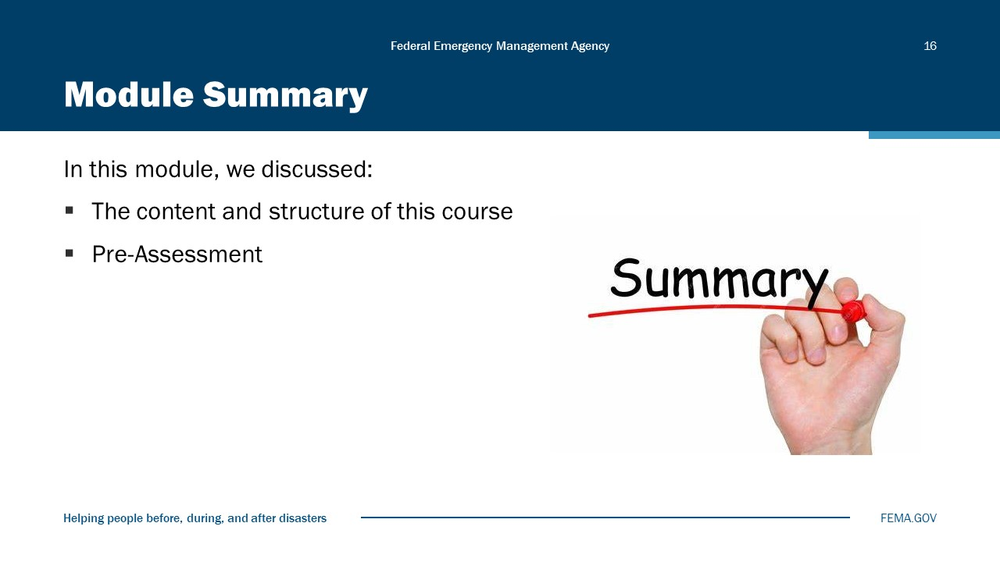 Federal Emergency Management Agency
16
Module Summary
In this module, we discussed:
▪ The content and structure of this course
▪ Pre-Assessment
Summary
Helping people before, during, and after disasters
FEMA.GOV